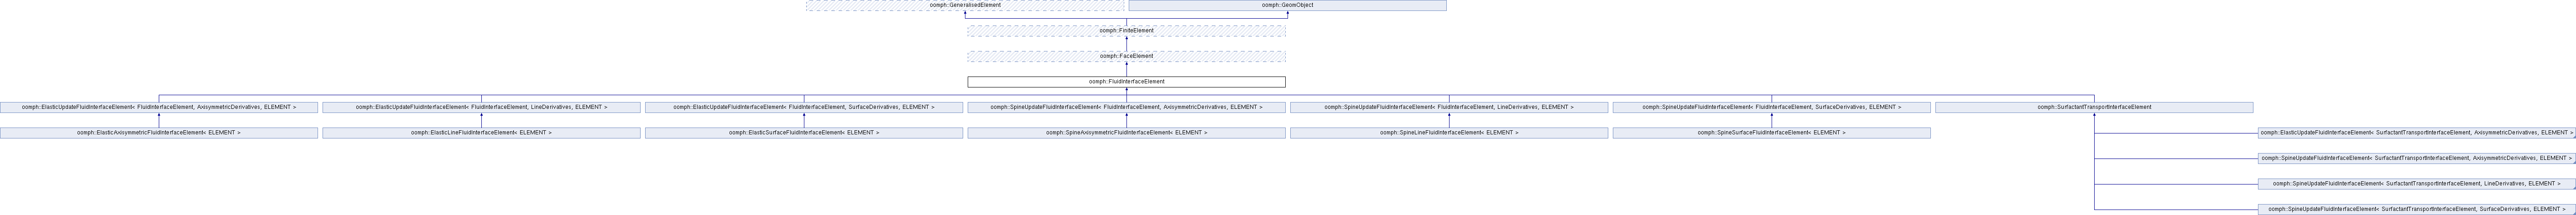 oomph::GeneralisedElement
oomph::GeomObject
oomph::FiniteElement
oomph::FaceElement
oomph::FluidInterfaceElement
oomph::ElasticUpdateFluidInterfaceElement< FluidInterfaceElement, AxisymmetricDerivatives, ELEMENT >
oomph::ElasticUpdateFluidInterfaceElement< FluidInterfaceElement, LineDerivatives, ELEMENT >
oomph::ElasticUpdateFluidInterfaceElement< FluidInterfaceElement, SurfaceDerivatives, ELEMENT >
oomph::SpineUpdateFluidInterfaceElement< FluidInterfaceElement, AxisymmetricDerivatives, ELEMENT >
oomph::SpineUpdateFluidInterfaceElement< FluidInterfaceElement, LineDerivatives, ELEMENT >
oomph::SpineUpdateFluidInterfaceElement< FluidInterfaceElement, SurfaceDerivatives, ELEMENT >
oomph::SurfactantTransportInterfaceElement
oomph::ElasticAxisymmetricFluidInterfaceElement< ELEMENT >
oomph::ElasticLineFluidInterfaceElement< ELEMENT >
oomph::ElasticSurfaceFluidInterfaceElement< ELEMENT >
oomph::SpineAxisymmetricFluidInterfaceElement< ELEMENT >
oomph::SpineLineFluidInterfaceElement< ELEMENT >
oomph::SpineSurfaceFluidInterfaceElement< ELEMENT >
oomph::ElasticUpdateFluidInterfaceElement< SurfactantTransportInterfaceElement, AxisymmetricDerivatives, ELEMENT >
oomph::SpineUpdateFluidInterfaceElement< SurfactantTransportInterfaceElement, AxisymmetricDerivatives, ELEMENT >
oomph::SpineUpdateFluidInterfaceElement< SurfactantTransportInterfaceElement, LineDerivatives, ELEMENT >
oomph::SpineUpdateFluidInterfaceElement< SurfactantTransportInterfaceElement, SurfaceDerivatives, ELEMENT >